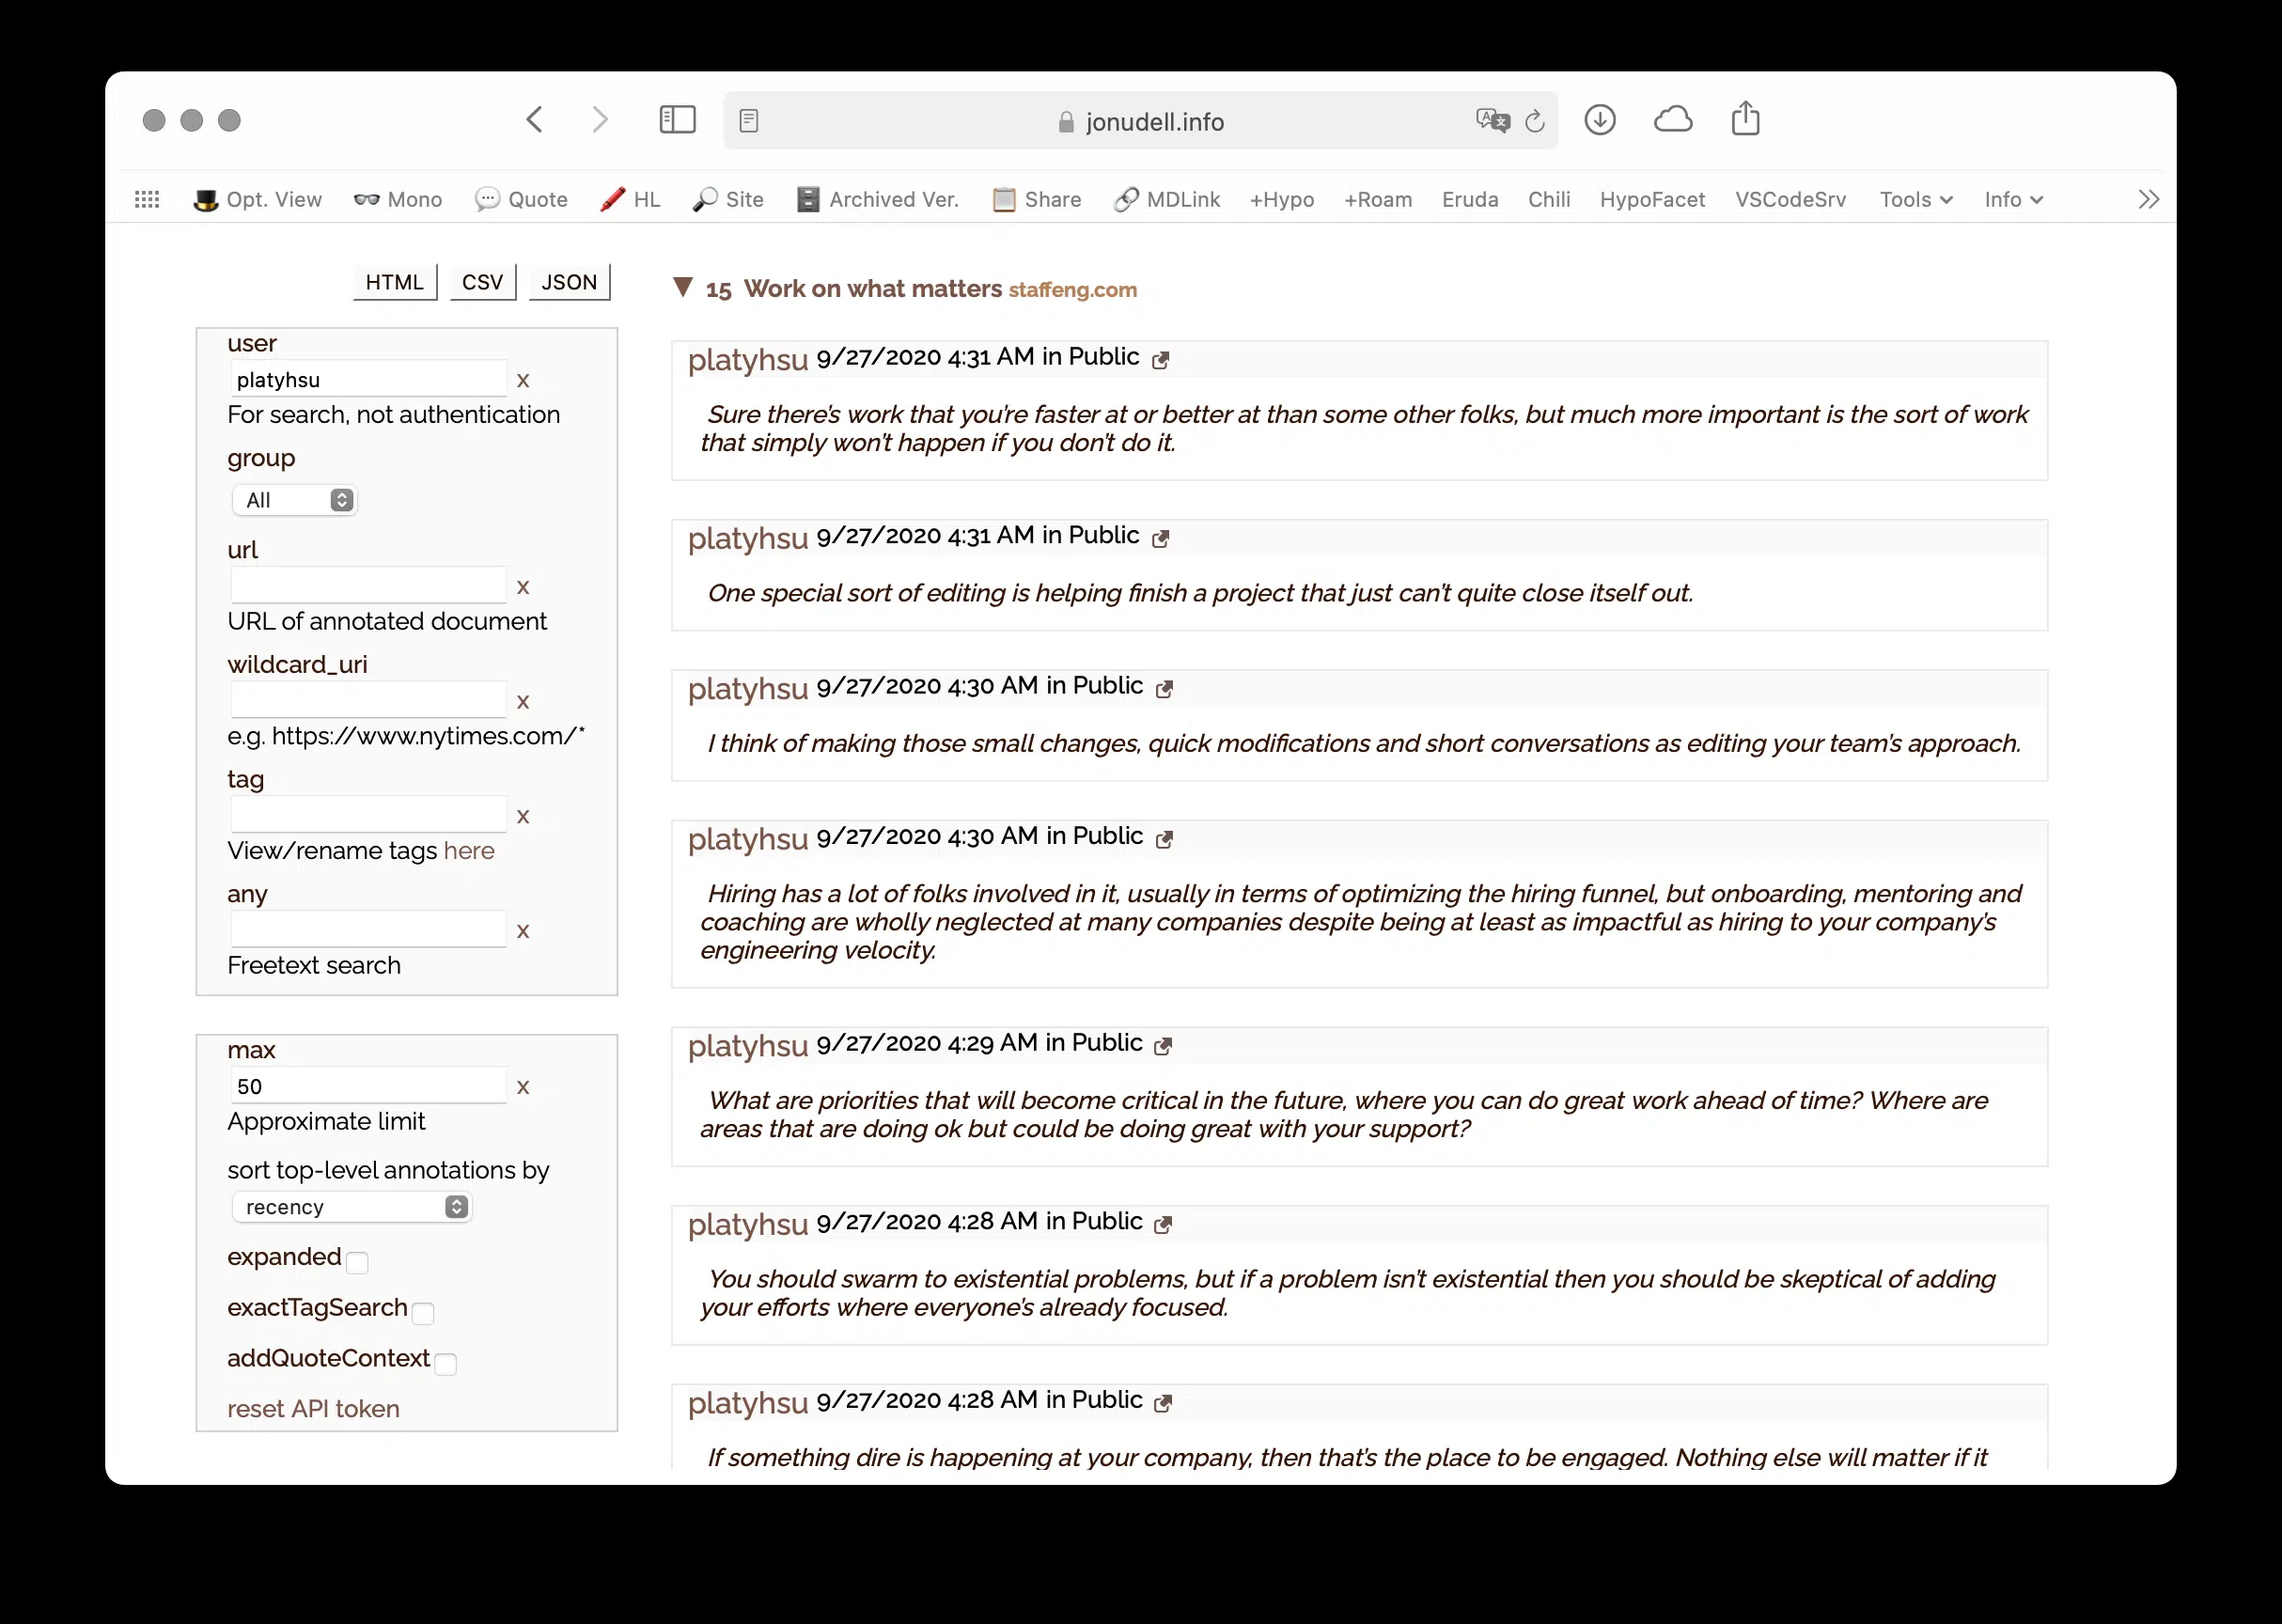 jonudell.info
Opt. View Mono Quote HL Site Archived Ver. Share MDLink +Hypo +Roam Eruda Chili HypoFacet VSCodeSrv Tools Info
HTML CSV JSON
user
platyhsu x
For search, not authentication
group
All
url
x
URL of annotated document
wildcard_uri
x
e.g. https://www.nytimes.com/*
tag
x
View/rename tags here
any
x
Freetext search
max
50 x
Approximate limit
sort top-level annotations by
recency
expanded
exactTagSearch
addQuoteContext
reset API token
15 Work on what matters staffeng.com
platyhsu 9/27/2020 4:31 AM in Public
Sure there's work that you're faster at or better at than some other folks, but much more important is the sort of work
that simply won't happen if you don't do it.
platyhsu 9/27/2020 4:31 AM in Public
One special sort of editing is helping finish a project that just can't quite close itself out.
platyhsu 9/27/2020 4:30 AM in Public
I think of making those small changes, quick modifications and short conversations as editing your team's approach.
platyhsu 9/27/2020 4:30 AM in Public
Hiring has a lot of folks involved in it, usually in terms of optimizing the hiring funnel, but onboarding, mentoring and
coaching are wholly neglected at many companies despite being at least as impactful as hiring to your company's
engineering velocity.
platyhsu 9/27/2020 4:29 AM in Public
What are priorities that will become critical in the future, where you can do great work ahead of time? Where are
areas that are doing ok but could be doing great with your support?
platyhsu 9/27/2020 4:28 AM in Public
You should swarm to existential problems, but if a problem isn't existential then you should be skeptical of adding
your efforts where everyone's already focused.
platyhsu 9/27/2020 4:28 AM in Public
If something dire is happening at your company, then that's the place to be engaged. Nothing else will matter if it